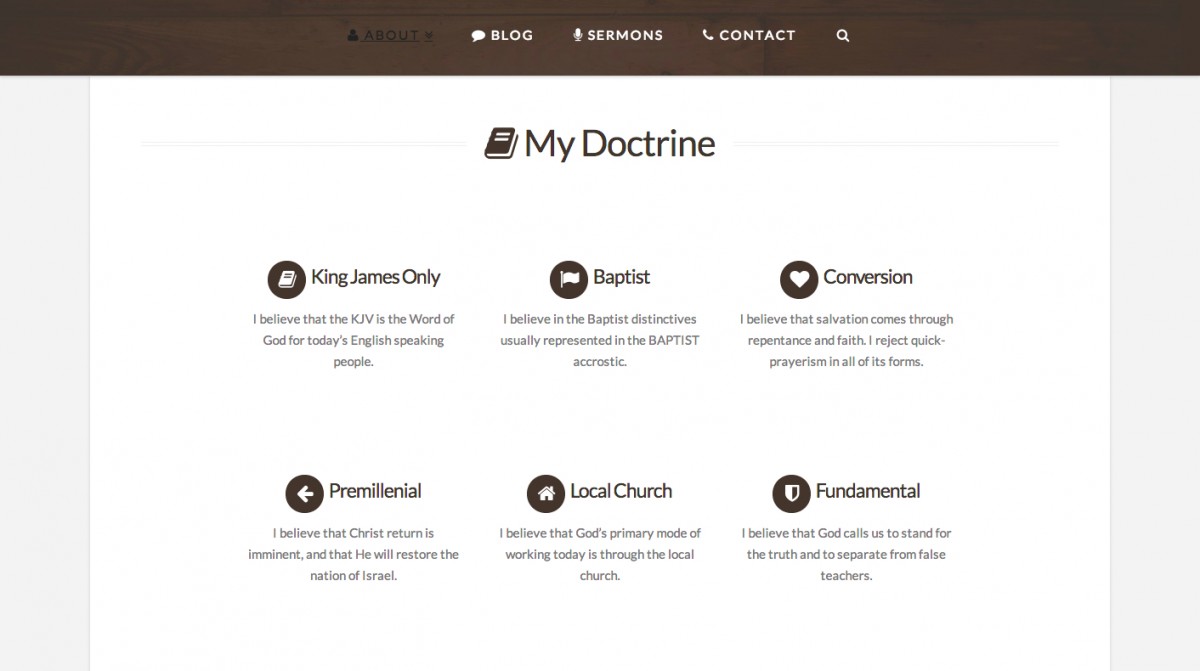 ABOUT BLOG SERMONS CONTACT
My Doctrine
King James Only
I believe that the KJV is the Word of
God for today's English speaking
people.
Baptist
I believe in the Baptist distinctives
usually represented in the BAPTIST
accrostic.
Conversion
I believe that salvation comes through
repentance and faith. I reject quick-
prayerism in all of its forms.
Premillenial
I believe that Christ return is
imminent, and that He will restore the
nation of Israel.
Local Church
I believe that God's primary mode of
working today is through the local
church.
Fundamental
I believe that God calls us to stand for
the truth and to separate from false
teachers.